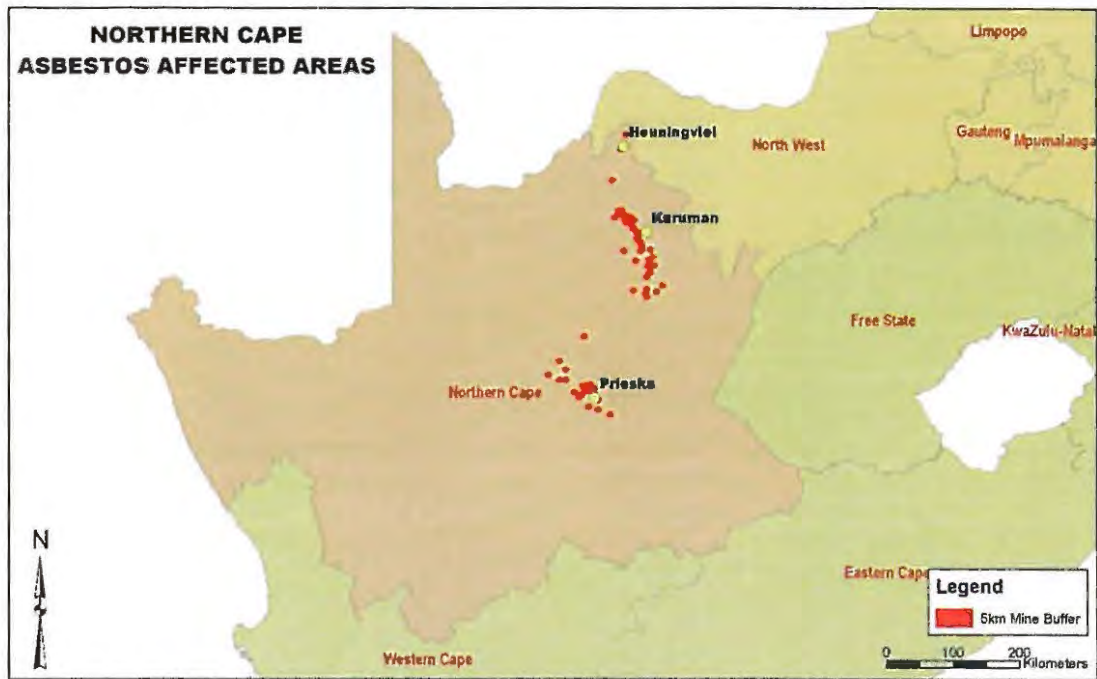 NORTHERN CAPE
ASBESTOS AFFECTED AREAS
Limpopo
Heuningvlei
North West
Gauteng
Mpumalanga
Kuruman
Free State
KwaZulu-Natal
Northern Cape
Prieska
N
Eastern Cape
Western Cape
Legend
5km Mine Buffer
0 100 200
Kilometers